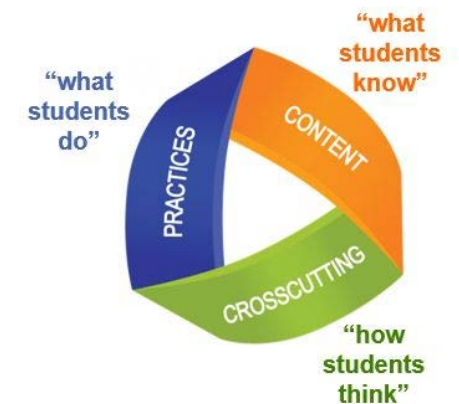 “what
students
do”
PRACTICES
“what
students
know”
CONTENT
CROSSCUTTING
“how
students
think”